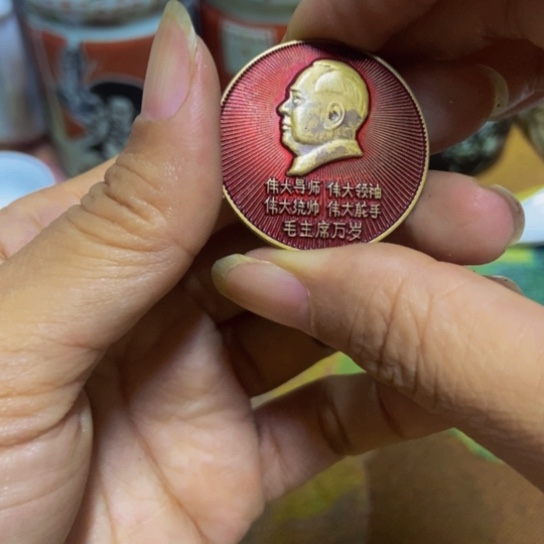 伟大导师 伟大领袖
伟大统帅 伟大舵手
毛主席万岁